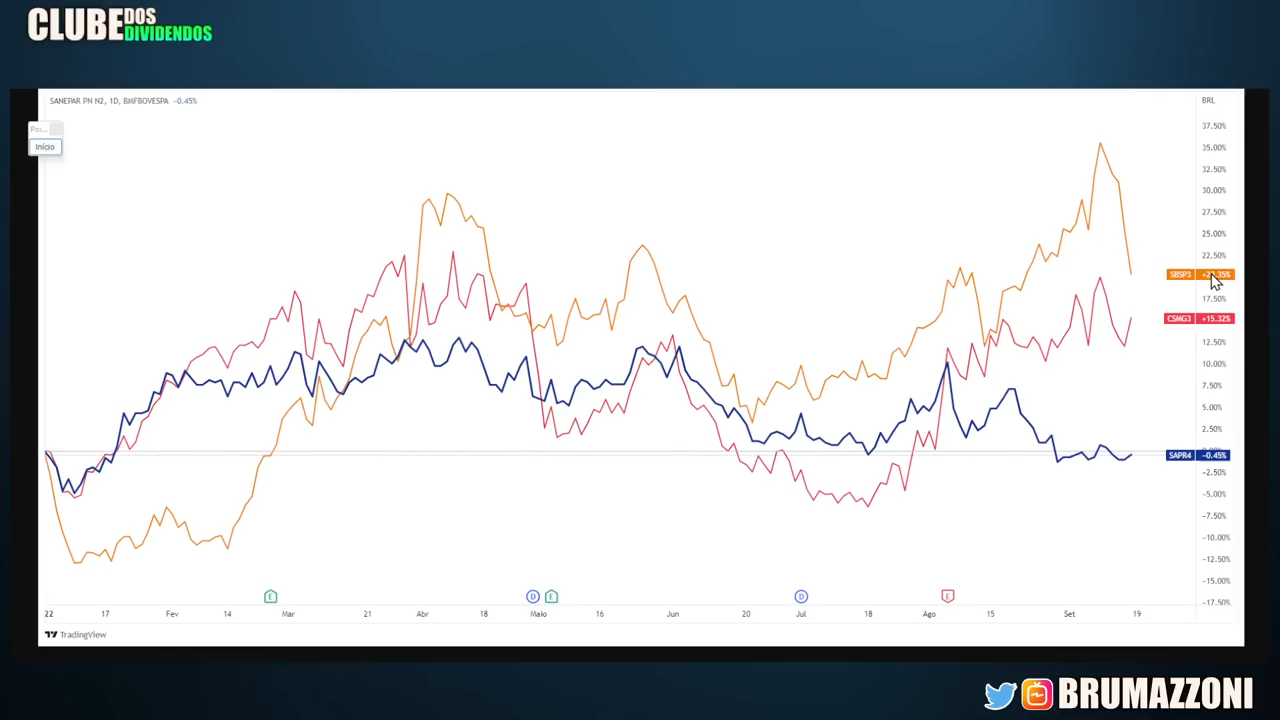 CLUBE DOS DIVIDENDOS
SANEPAR PN N2, 1D, BMFBOVESPA −0.45%
BRL
Poi...
Início
37.50%
35.00%
32.50%
30.00%
27.50%
25.00%
22.50%
SBSP3
17.50%
CSMG3 +15.32%
12.50%
10.00%
7.50%
5.00%
2.50%
SAPR4 −0.45%
−2.50%
−5.00%
−7.50%
−10.00%
−12.50%
−15.00%
−17.50%
E D E D E
22 17 Fev 14 Mar 21 Abr 18 Maio 16 Jun 20 Jul 18 Ago 15 Set 19
TradingView
BRUMAZZONI